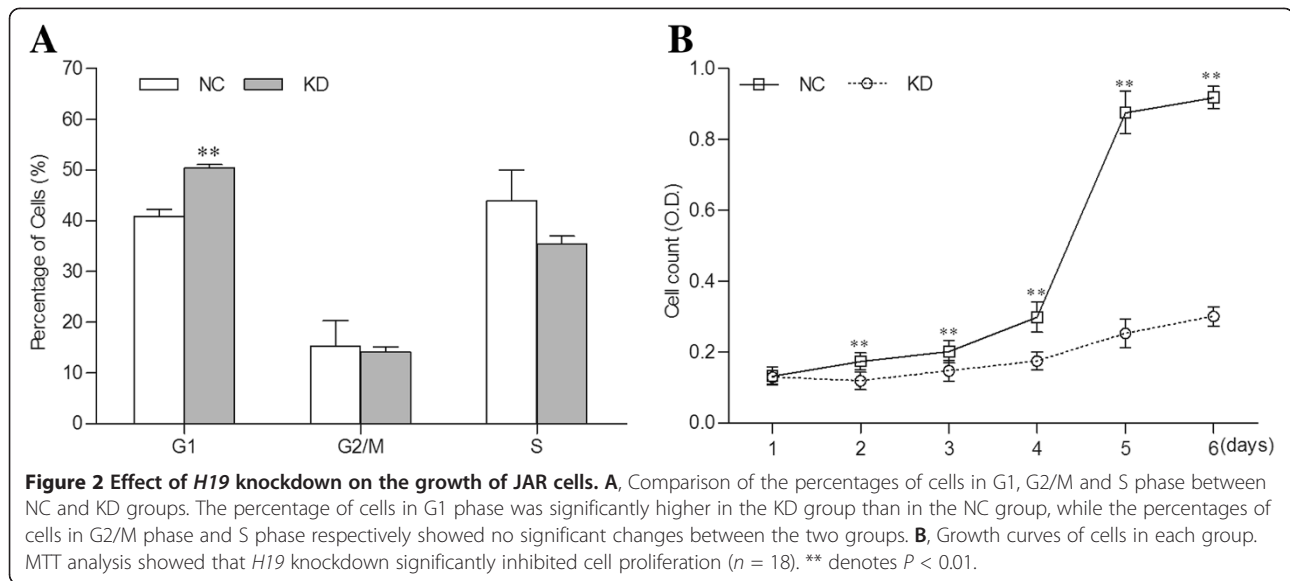 A
70
60
50
40
30
20
10
0
Percentage of Cells (%)
NC KD
**
G1 G2/M S
B
1.0
0.8
0.6
0.4
0.2
0.0
Cell count (O.D.)
NC KD
** ** ** ** **
1 2 3 4 5 6 (days)
Figure 2 Effect of H19 knockdown on the growth of JAR cells. A, Comparison of the percentages of cells in G1, G2/M and S phase between
NC and KD groups. The percentage of cells in G1 phase was significantly higher in the KD group than in the NC group, while the percentages of
cells in G2/M phase and S phase respectively showed no significant changes between the two groups. B, Growth curves of cells in each group.
MTT analysis showed that H19 knockdown significantly inhibited cell proliferation (n = 18). ** denotes P < 0.01.